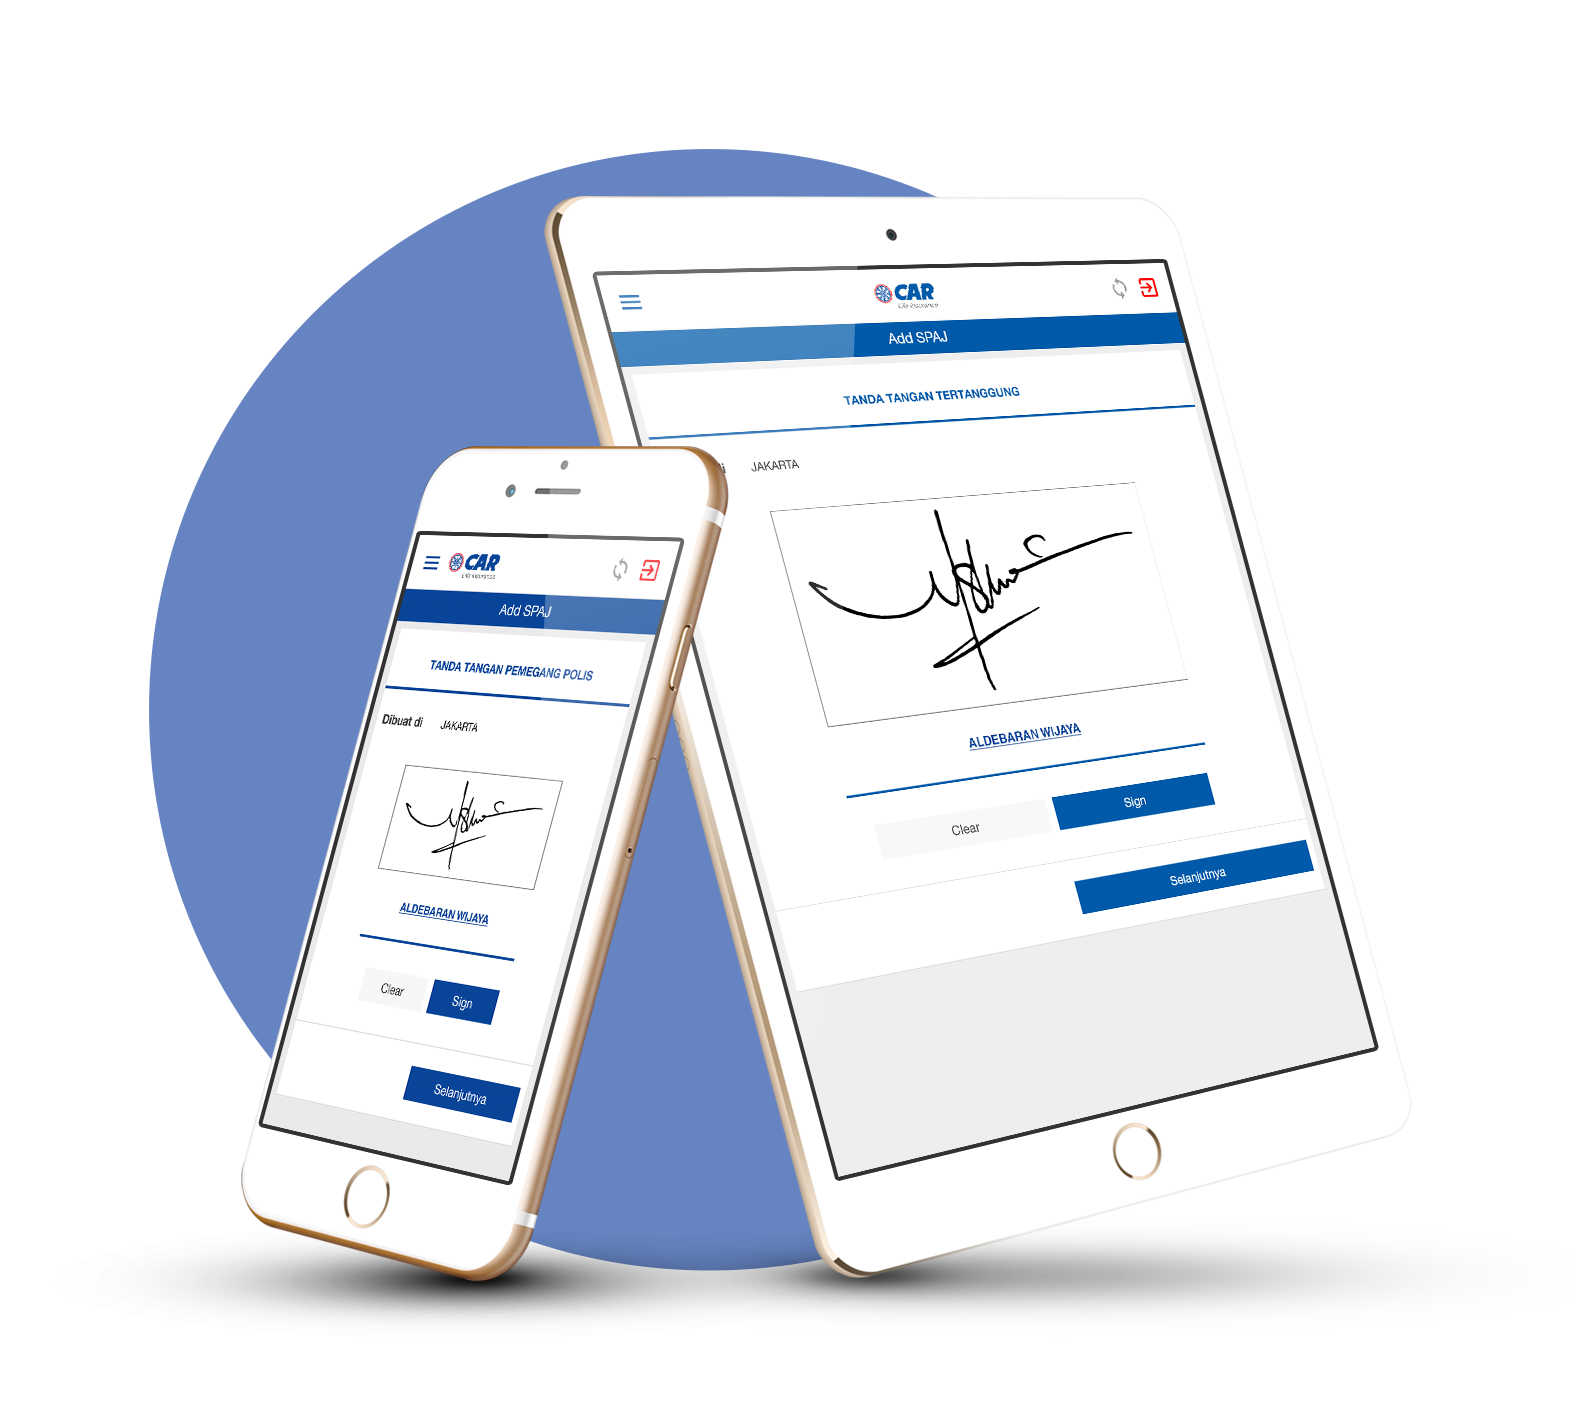 CAR
Life Insurance
Add SPAJ
TANDA TANGAN TERTANGGUNG
JAKARTA
ALDEBARAN WIJAYA
Clear
Sign
Selanjutnya
CAR
Life Insurance
Add SPAJ
TANDA TANGAN PEMEGANG POLIS
Dibuat di JAKARTA
ALDEBARAN WIJAYA
Clear
Sign
Selanjutnya